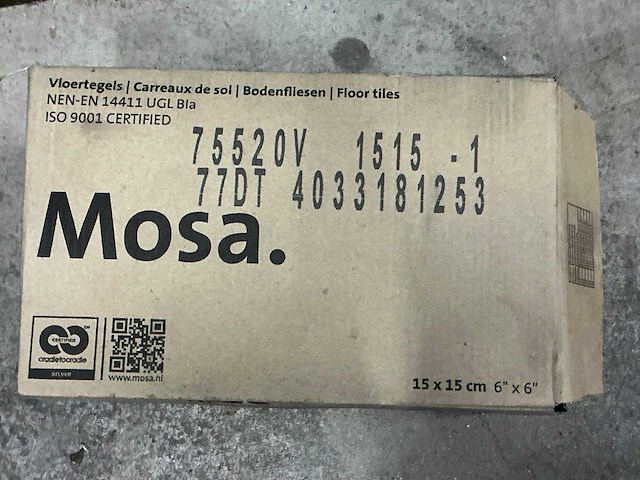 Vloertegels | Carreaux de sol | Bodenfliesen | Floor tiles
NEN-EN 14411 UGL BIa
ISO 9001 CERTIFIED
75520V 1515 -1
77DT 4033181253
Mosa.
CERTIFIED
cradletocradle
SILVER
www.mosa.nl
15 x 15 cm 6" x 6"